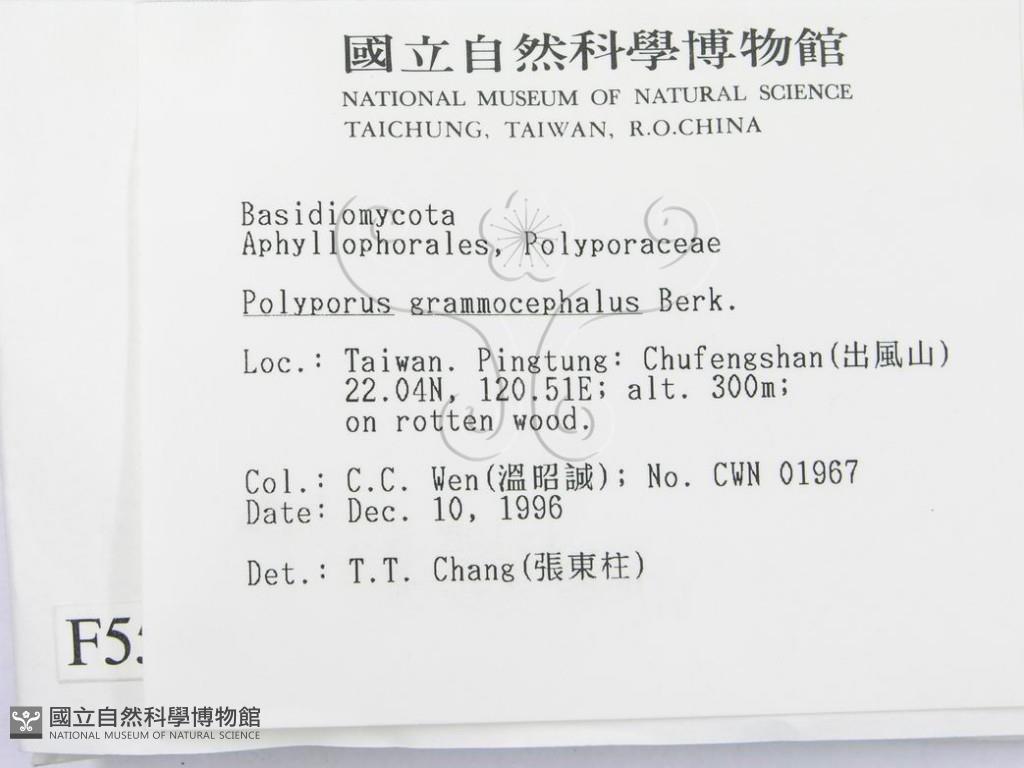 國立自然科學博物館
NATIONAL MUSEUM OF NATURAL SCIENCE
TAICHUNG, TAIWAN, R.O.CHINA
Basidiomycota
Aphyllophorales, Polyporaceae
Polyporus grammocephalus Berk.
Loc.: Taiwan. Pingtung: Chufengshan(出風山)
22.04N, 120.51E; alt. 300m;
on rotten wood.
Col.: C.C. Wen(溫昭誠); No. CWN 01967
Date: Dec. 10, 1996
Det.: T.T. Chang(張東柱)
國立自然科學博物館
NATIONAL MUSEUM OF NATURAL SCIENCE